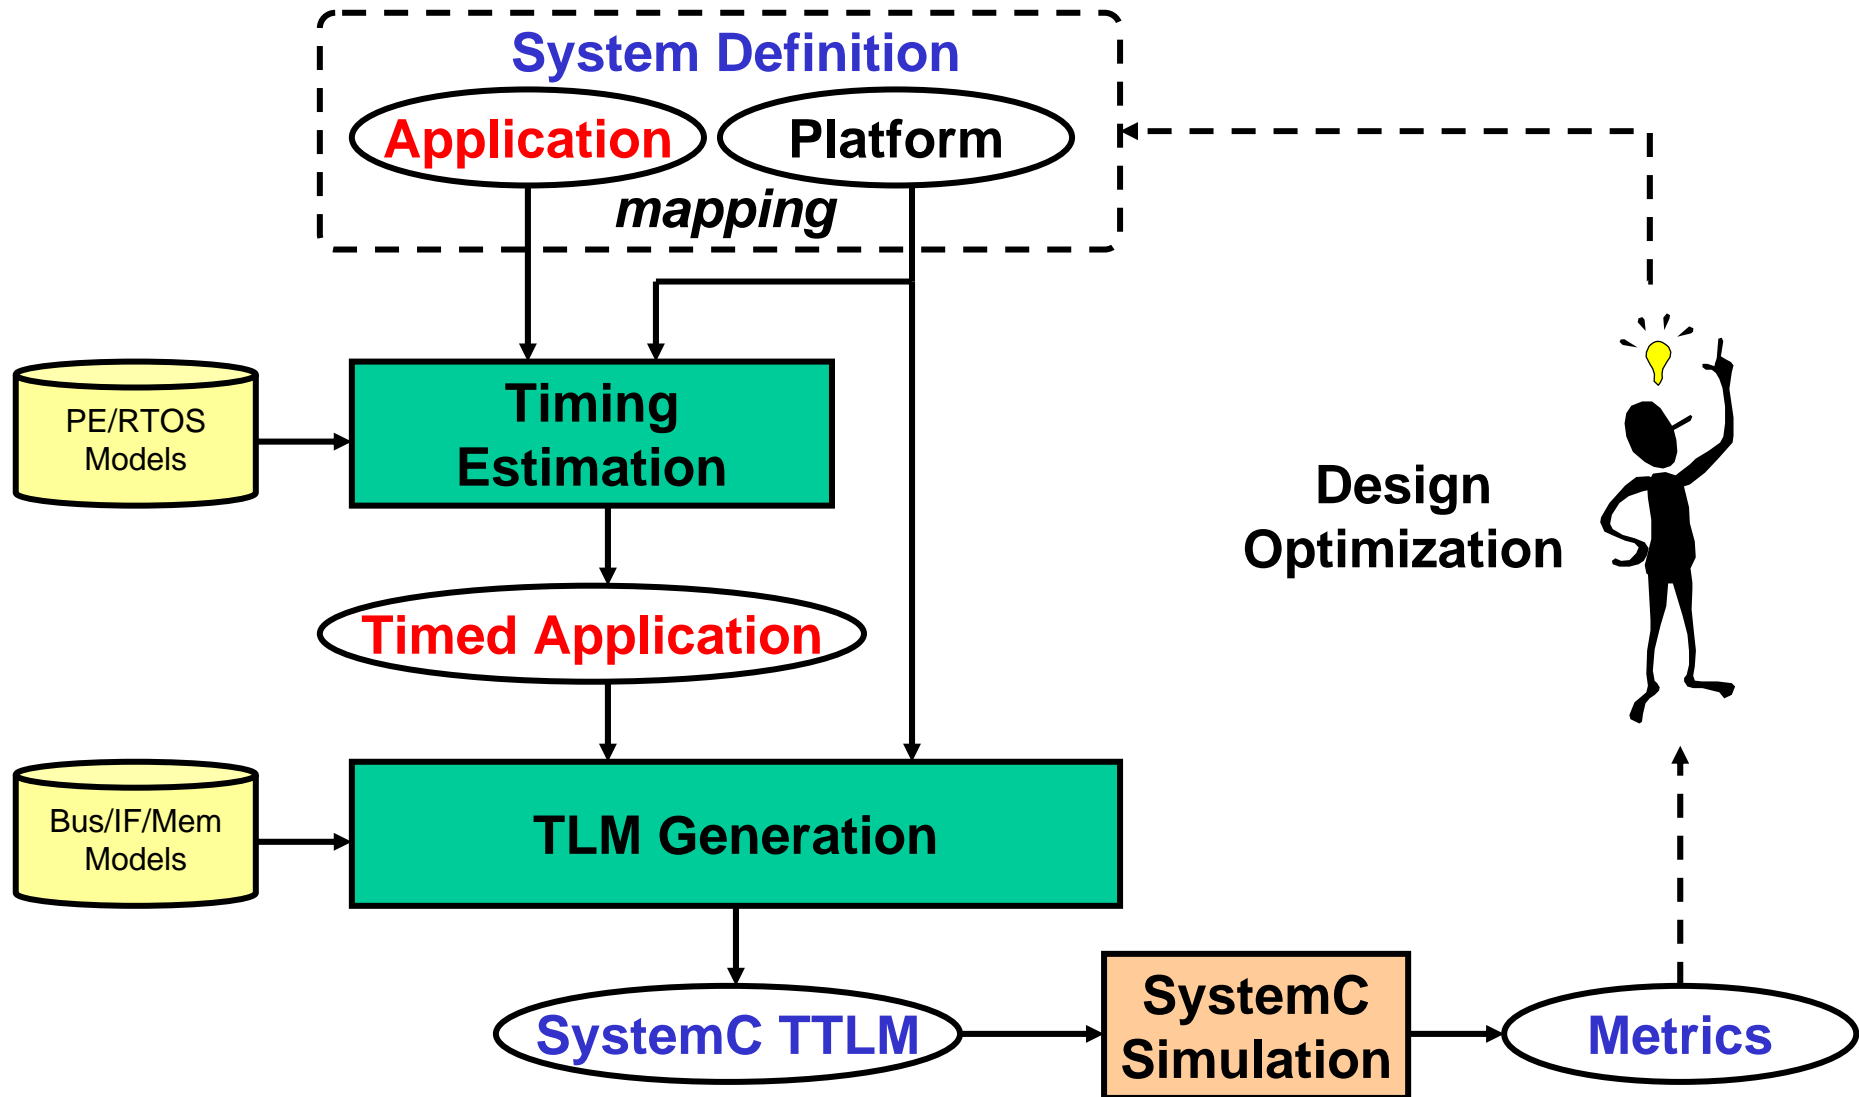 System Definition
Application
Platform
mapping
PE/RTOS
Models
Timing
Estimation
Design
Optimization
Timed Application
Bus/IF/Mem
Models
TLM Generation
SystemC TTLM
SystemC
Simulation
Metrics